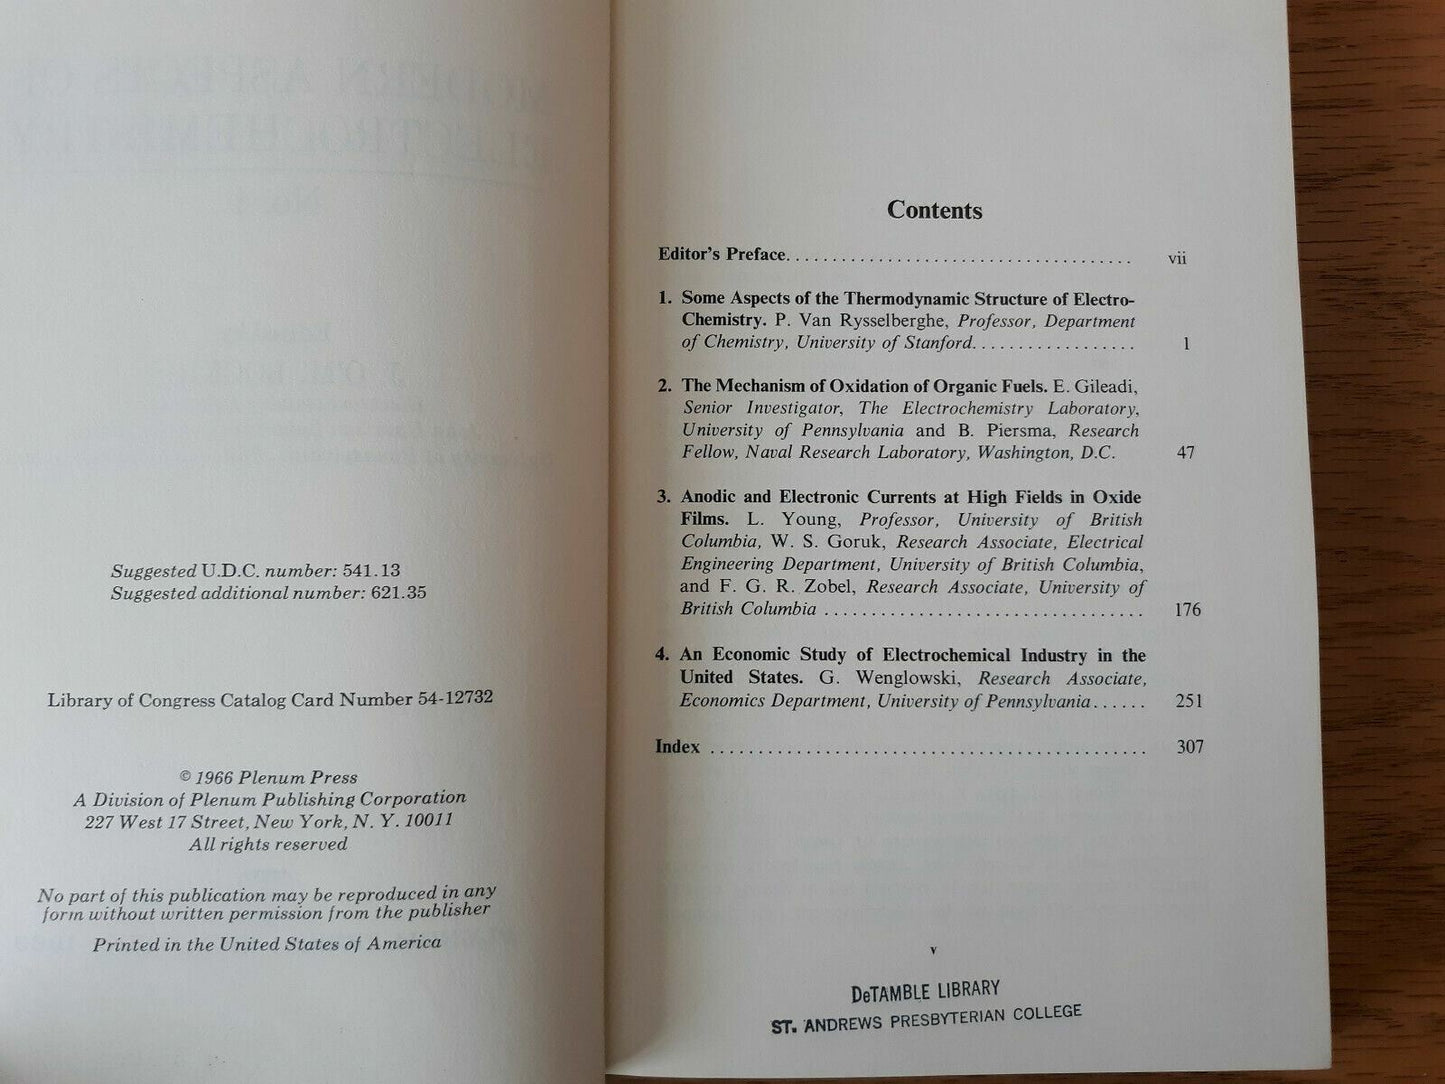 Suggested U.D.C. number: 541.13
Suggested additional number: 621.35
Library of Congress Catalog Card Number 54-12732
© 1966 Plenum Press
A Division of Plenum Publishing Corporation
227 West 17 Street, New York, N. Y. 10011
All rights reserved
No part of this publication may be reproduced in any
form without written permission from the publisher
Printed in the United States of America
Contents
Editor's Preface. . . . . . . . . . . . . . . . . . . . . . . . . . . . . . . . . . . . . . vii
1. Some Aspects of the Thermodynamic Structure of Electro-
Chemistry. P. Van Rysselberghe, Professor, Department
of Chemistry, University of Stanford. . . . . . . . . . . . . . . . . . 1
2. The Mechanism of Oxidation of Organic Fuels. E. Gileadi,
Senior Investigator, The Electrochemistry Laboratory,
University of Pennsylvania and B. Piersma, Research
Fellow, Naval Research Laboratory, Washington, D.C. 47
3. Anodic and Electronic Currents at High Fields in Oxide
Films. L. Young, Professor, University of British
Columbia, W. S. Goruk, Research Associate, Electrical
Engineering Department, University of British Columbia,
and F. G. R. Zobel, Research Associate, University of
British Columbia . . . . . . . . . . . . . . . . . . . . . . . . . . . . . . . . . . 176
4. An Economic Study of Electrochemical Industry in the
United States. G. Wenglowski, Research Associate,
Economics Department, University of Pennsylvania . . . . . . 251
Index . . . . . . . . . . . . . . . . . . . . . . . . . . . . . . . . . . . . . . . . . . . . . . 307
v
DeTAMBLE LIBRARY
ST. ANDREWS PRESBYTERIAN COLLEGE